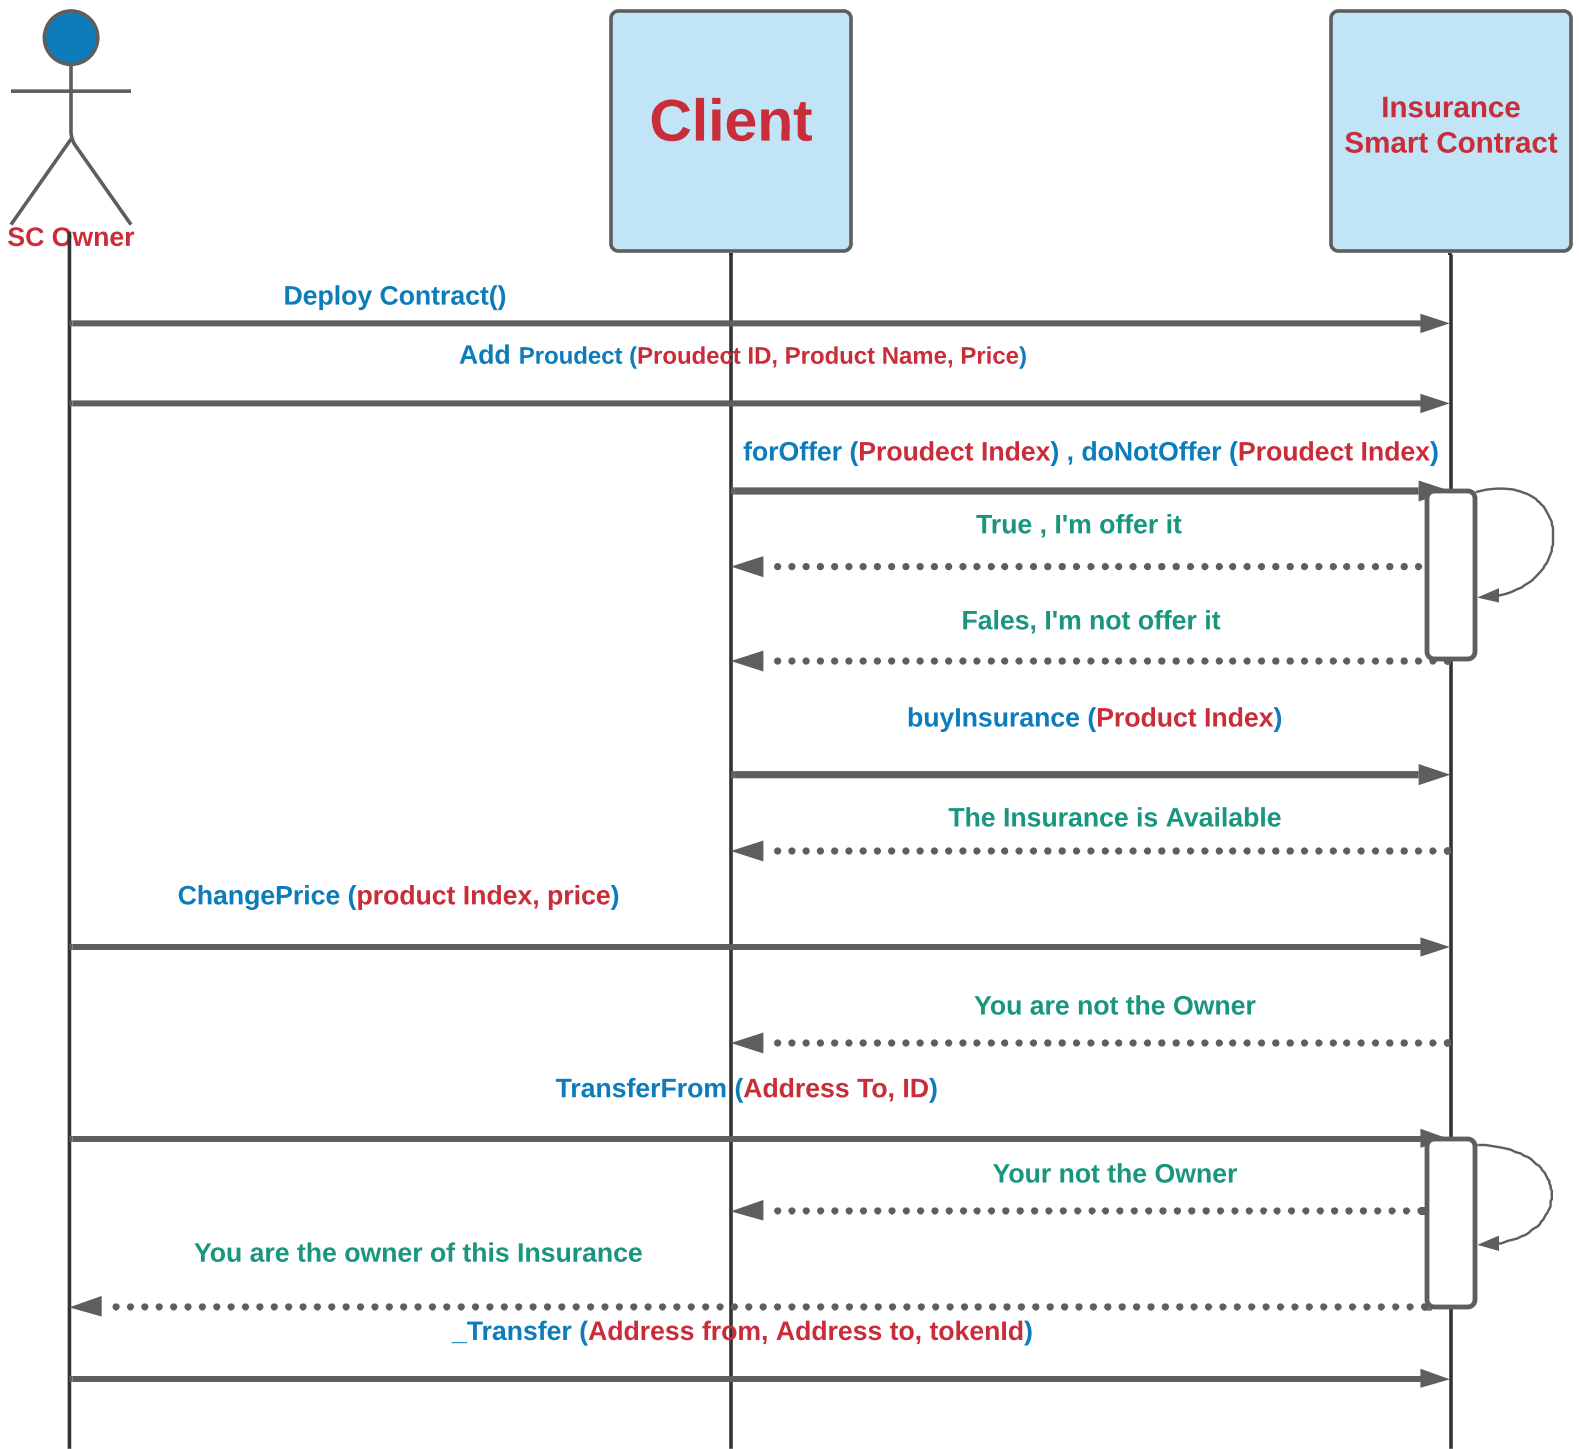 Client
Insurance
Smart Contract
SC Owner
Deploy Contract()
Add Proudect (Proudect ID, Product Name, Price)
forOffer (Proudect Index) , doNotOffer (Proudect Index)
True , I'm offer it
Fales, I'm not offer it
buyInsurance (Product Index)
The Insurance is Available
ChangePrice (product Index, price)
You are not the Owner
TransferFrom (Address To, ID)
Your not the Owner
You are the owner of this Insurance
_Transfer (Address from, Address to, tokenId)